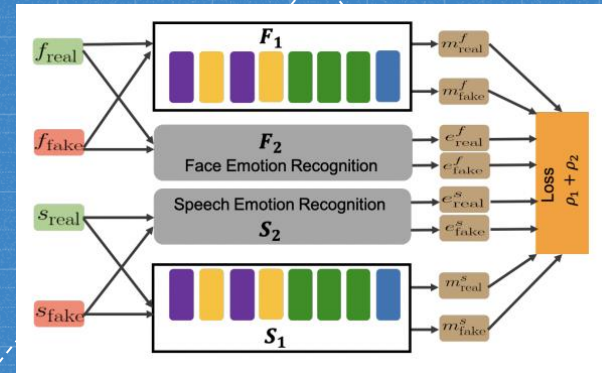 f_real
f_fake
s_real
s_fake
F_1
F_2
Face Emotion Recognition
Speech Emotion Recognition
S_2
S_1
m^f_real
m^f_fake
e^f_real
e^f_fake
e^s_real
e^s_fake
m^s_real
m^s_fake
Loss
ρ_1 + ρ_2